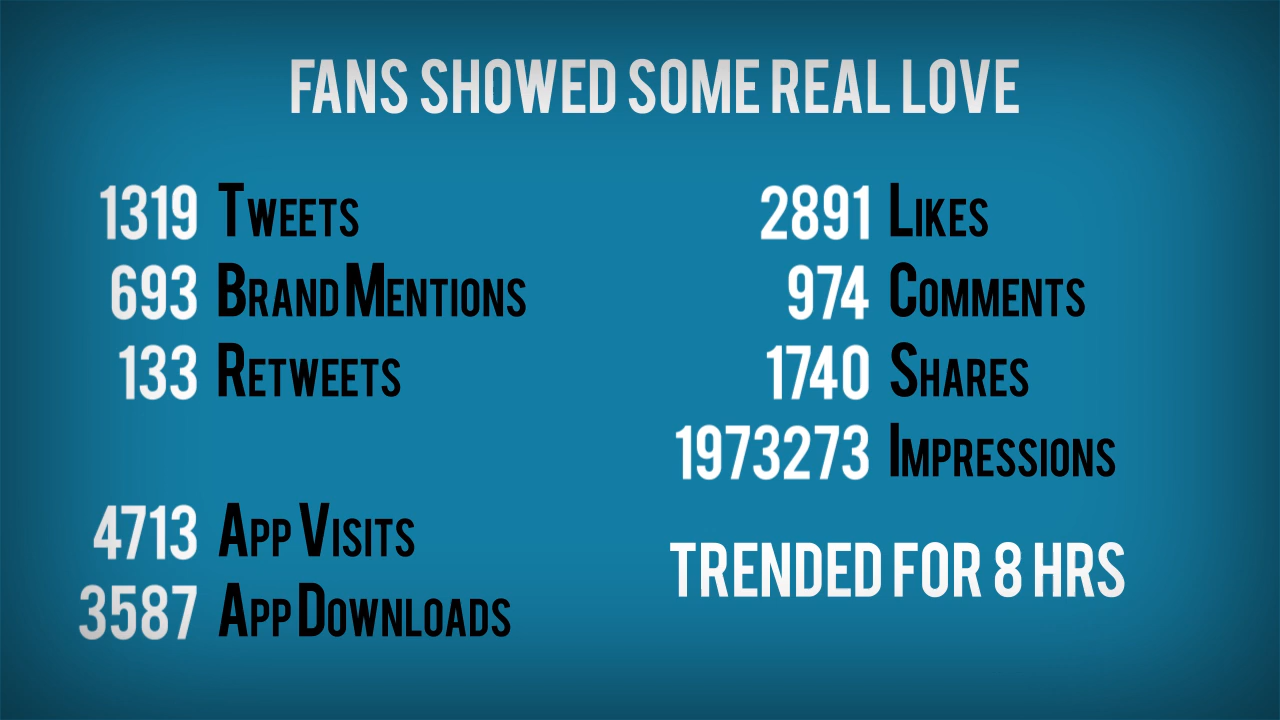 FANS SHOWED SOME REAL LOVE
1319 TWEETS
693 BRAND MENTIONS
133 RETWEETS
4713 APP VISITS
3587 APP DOWNLOADS
2891 LIKES
974 COMMENTS
1740 SHARES
1973273 IMPRESSIONS
TRENDED FOR 8 HRS